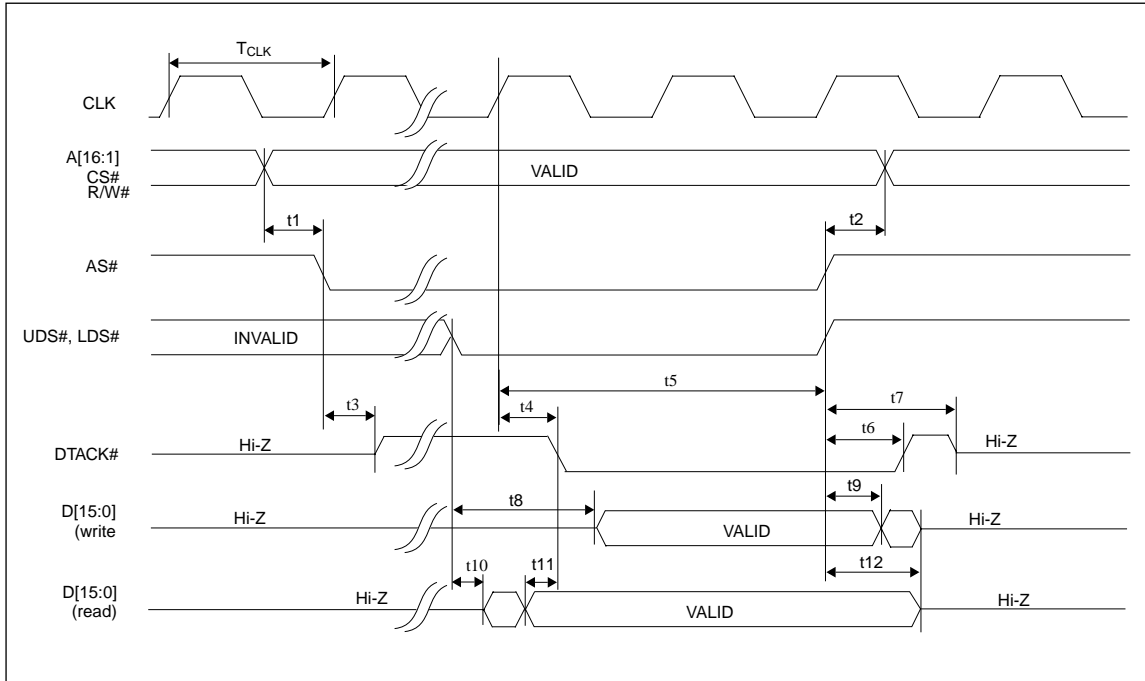 TCLK
CLK
A[16:1]
CS#
R/W#
VALID
t1
t2
AS#
UDS#, LDS#
INVALID
t5
t7
t3
t4
t6
DTACK#
Hi-Z
Hi-Z
t8
t9
D[15:0]
(write
Hi-Z
VALID
Hi-Z
t10
t11
t12
D[15:0]
(read)
Hi-Z
VALID
Hi-Z